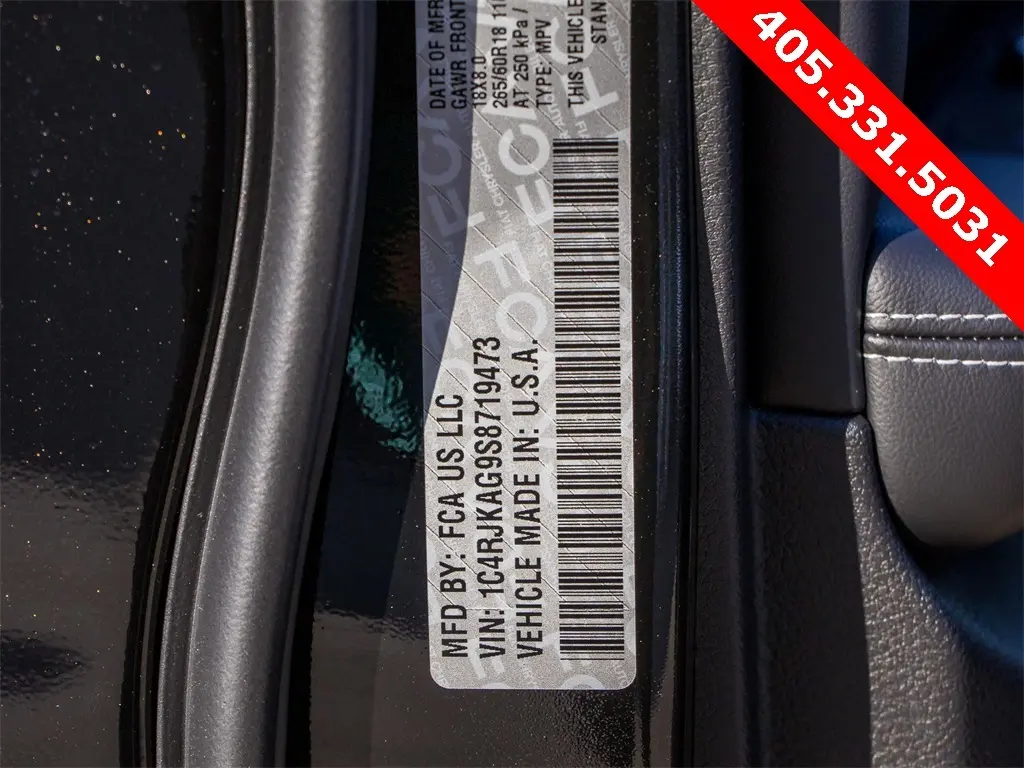 405.331.5031
DATE OF MFR
GAWR FRONT
18X8.0
265/60R18 11
AT 250 kPa /
TYPE: MPV
THIS VEHICLE
STAN
MFD BY: FCA US LLC
VIN: 1C4RJKAG9S8719473
VEHICLE MADE IN: U.S.A.